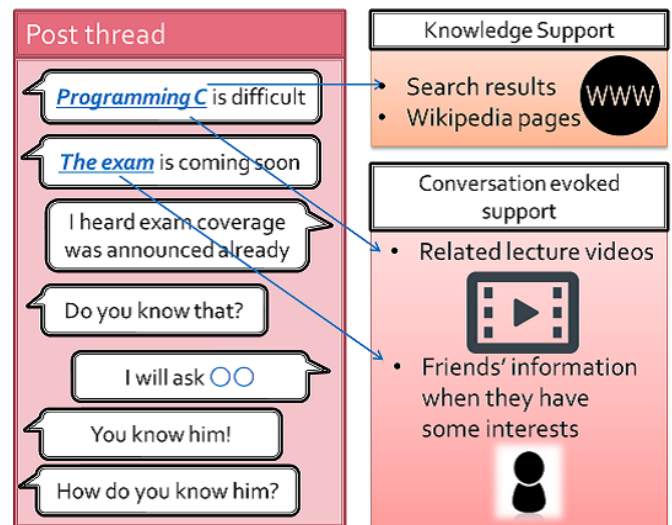 Post thread
Programming C is difficult
The exam is coming soon
I heard exam coverage
was announced already
Do you know that?
I will ask ○○
You know him!
How do you know him?
Knowledge Support
• Search results
• Wikipedia pages
WWW
Conversation evoked
support
• Related lecture videos
• Friends' information
when they have
some interests